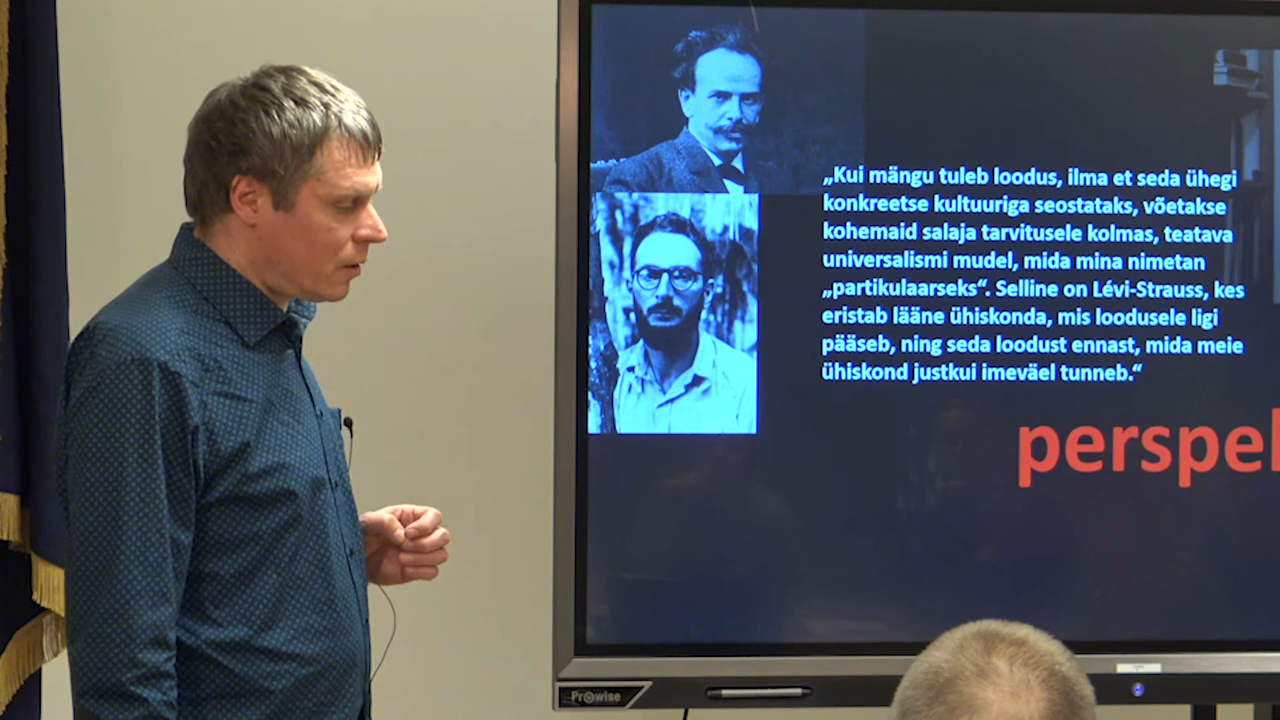 „Kui mängu tuleb loodus, ilma et seda ühegi
konkreetse kultuuriga seostataks, võetakse
kohemaid salaja tarvitusele kolmas, teatava
universalismi mudel, mida mina nimetan
„partikulaarseks“. Selline on Lévi-Strauss, kes
eristab lääne ühiskonda, mis loodusele ligi
pääseb, ning seda loodust ennast, mida meie
ühiskond justkui imeväel tunneb.“
perspe
Prowise